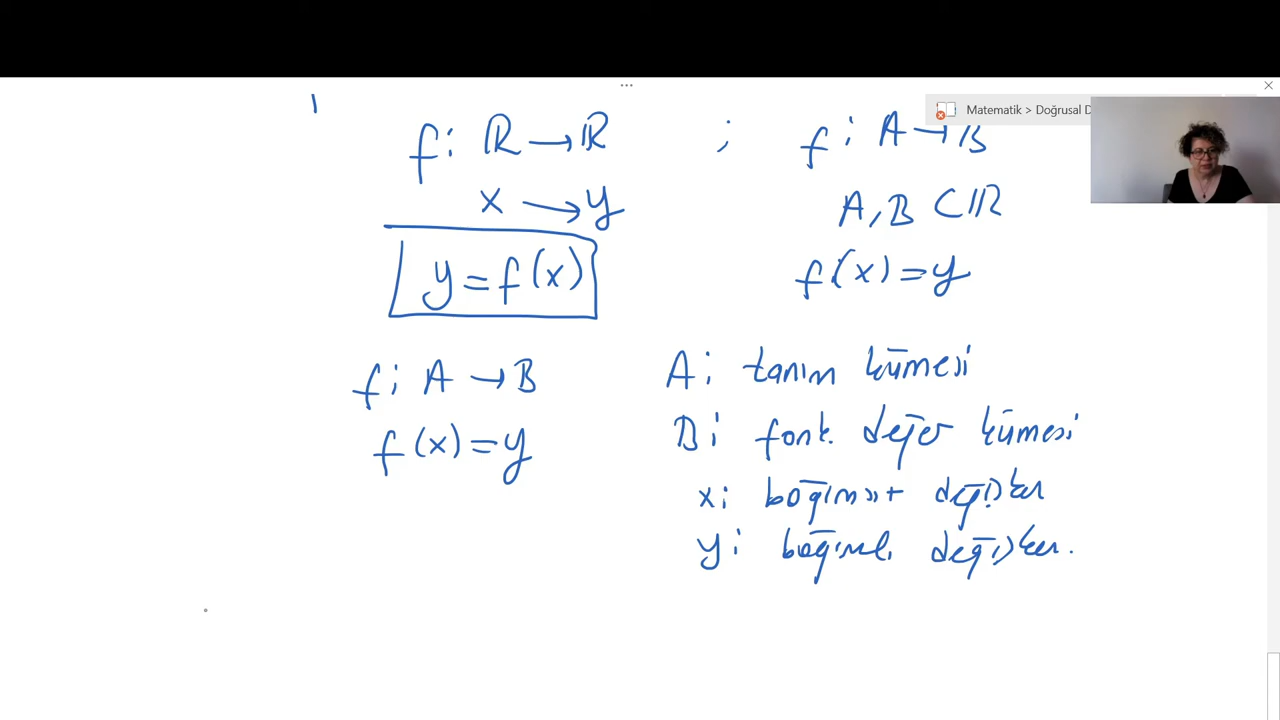 Matematik > Doğrusal D
f: ℝ → ℝ ; f: A → B
x → y A, B ⊂ ℝ
y = f(x) f(x) = y
f: A → B A: tanım kümesi
f(x) = y B: fonk. değer kümesi
x: bağımsız değişken
y: bağımlı değişken.